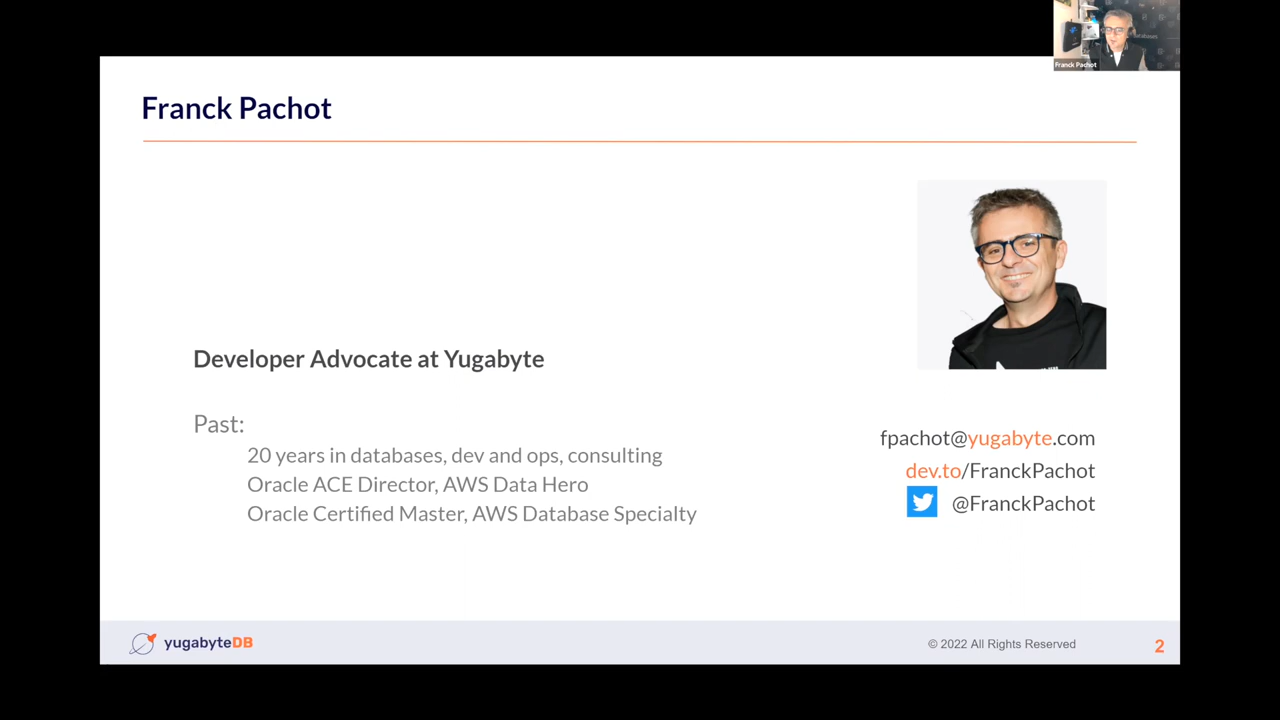 Franck Pachot
Franck Pachot
Developer Advocate at Yugabyte
Past:
20 years in databases, dev and ops, consulting
Oracle ACE Director, AWS Data Hero
Oracle Certified Master, AWS Database Specialty
fpachot@yugabyte.com
dev.to/FranckPachot
@FranckPachot
yugabyteDB
© 2022 All Rights Reserved
2